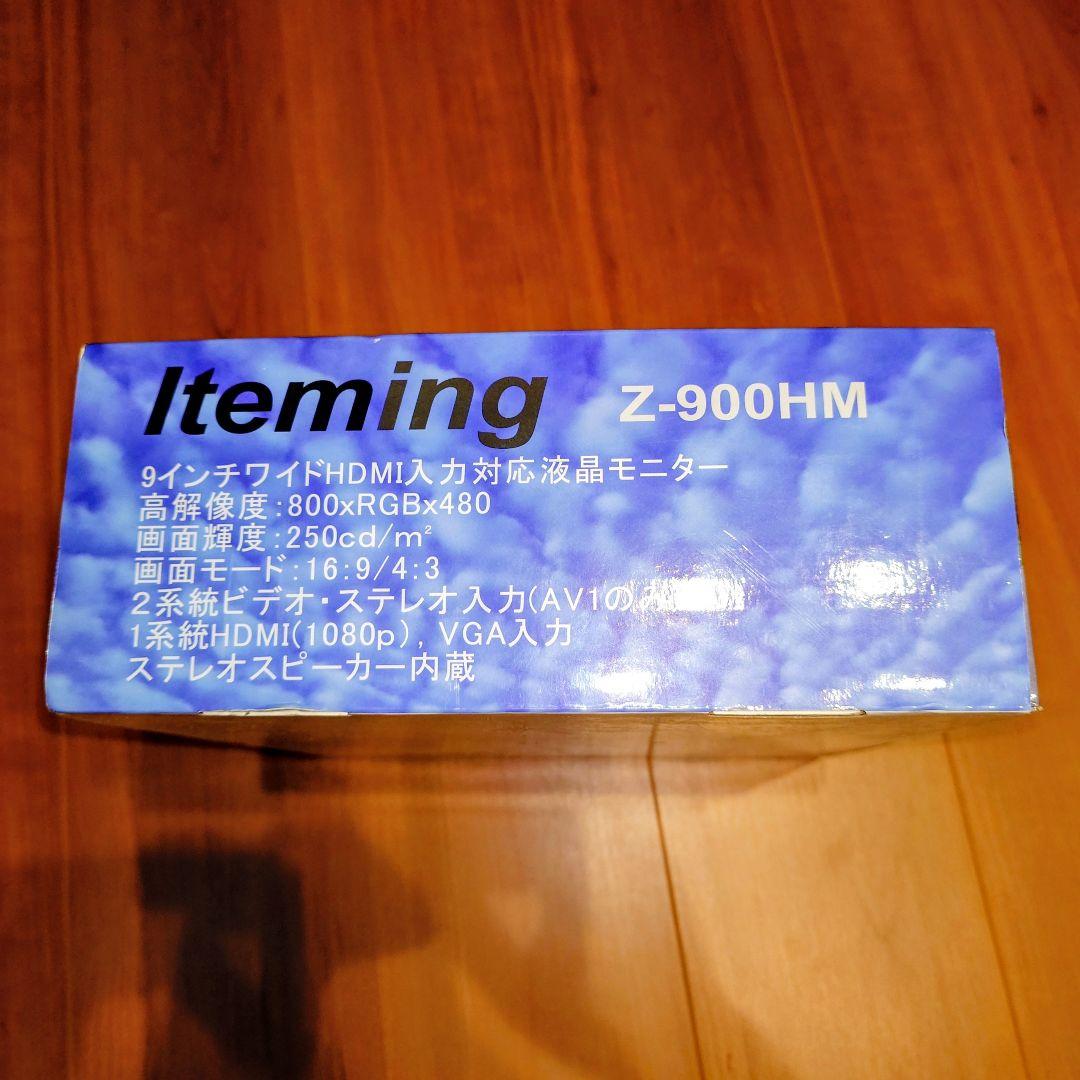 Iteming Z-900HM
9インチワイドHDMI入力対応液晶モニター
高解像度:800xRGBx480
画面輝度:250cd/m²
画面モード:16:9/4:3
2系統ビデオ・ステレオ入力(AV1のみ
1系統HDMI(1080p), VGA入力
ステレオスピーカー内蔵